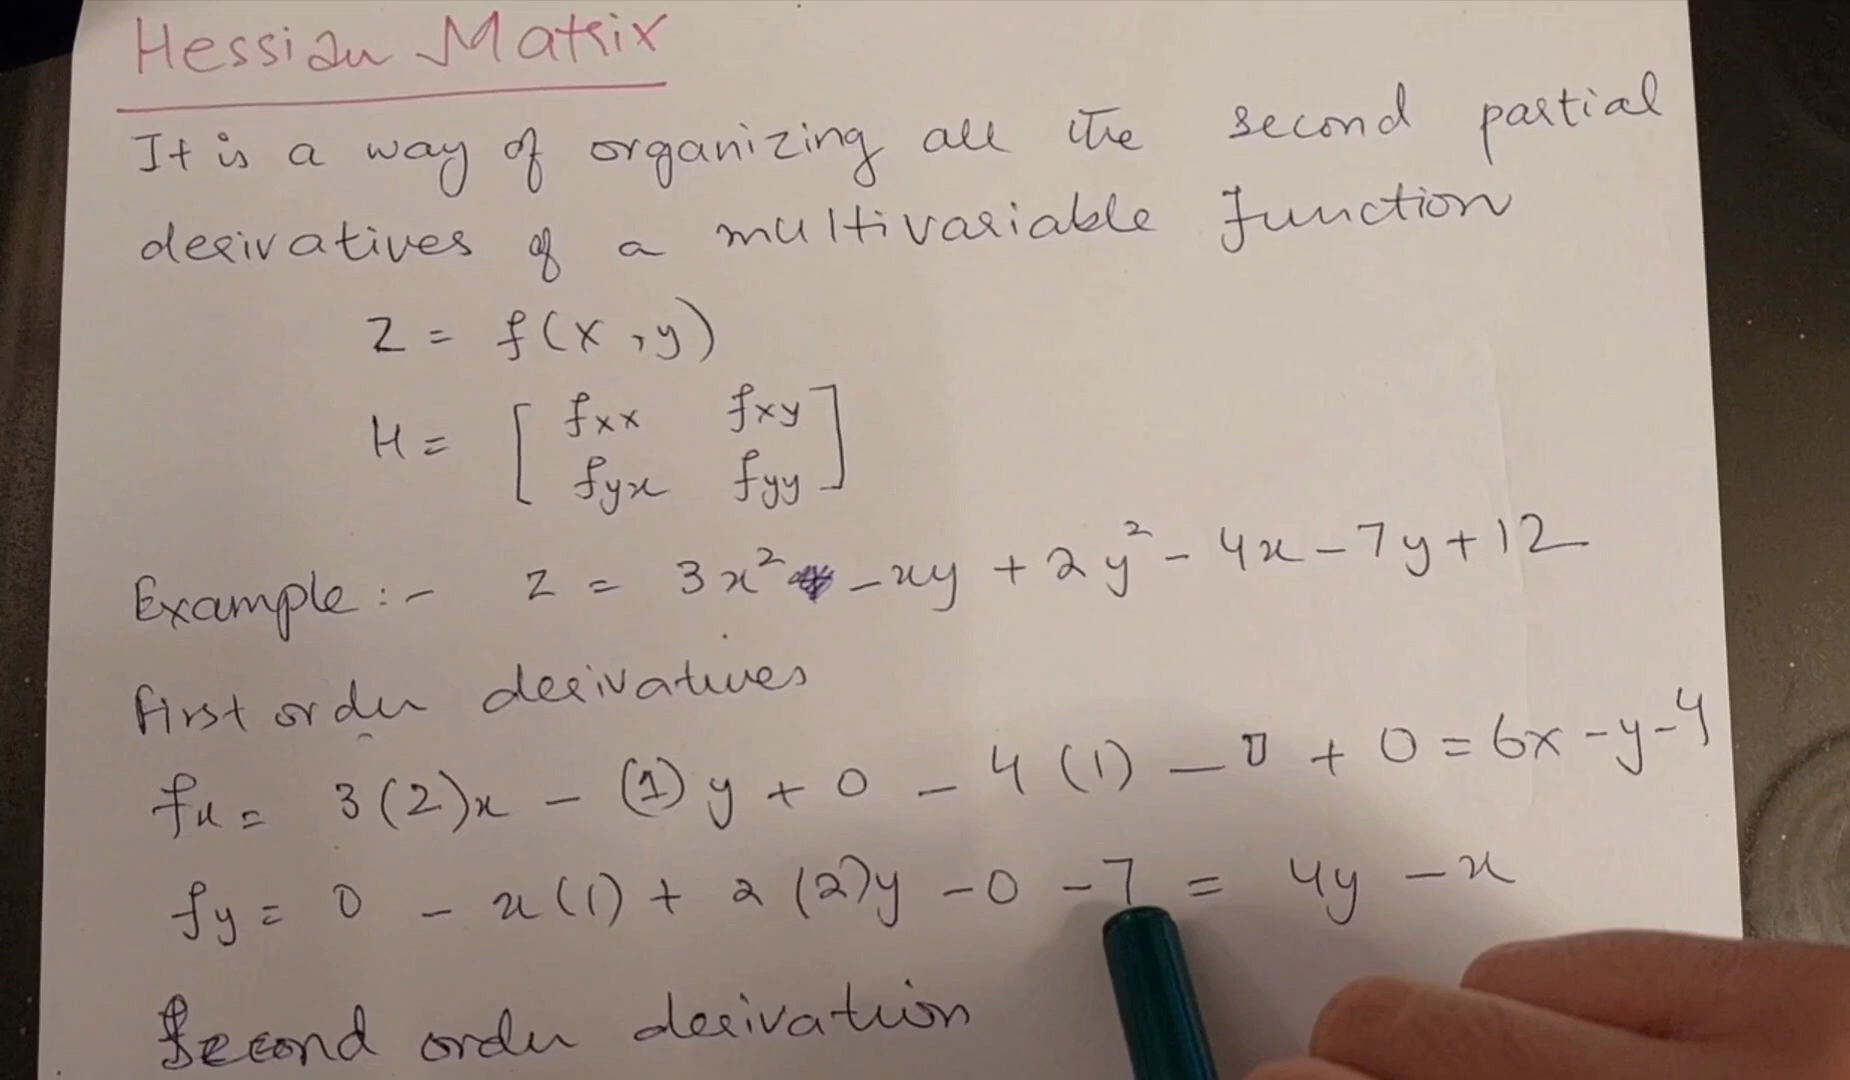 Hessian Matrix
It is a way of organizing all the second partial
derivatives of a multivariable function
Z = f(x,y)
H = [ fxx fxy
fyx fyy ]
Example :- z = 3x² - xy + 2y² - 4x - 7y + 12
first order derivatives
fx = 3(2)x - (1)y + 0 - 4(1) - 0 + 0 = 6x - y - 4
fy = 0 - x(1) + 2(2)y - 0 - 7 = 4y - x
Second order derivation